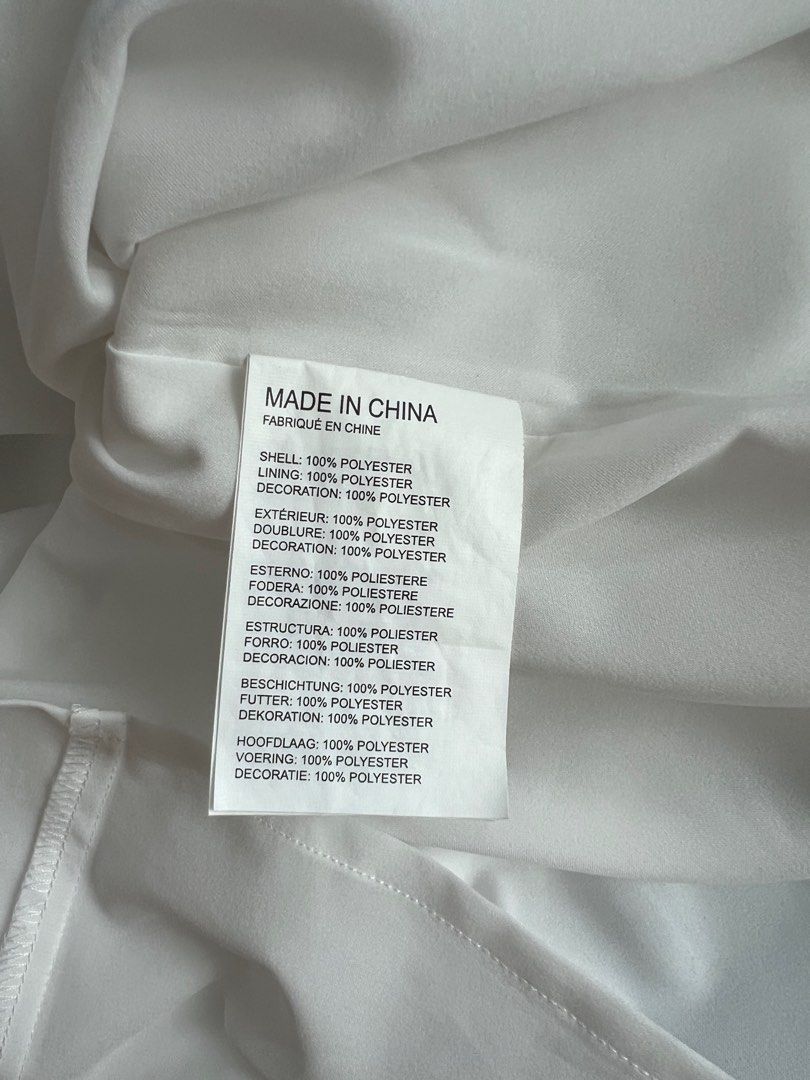 MADE IN CHINA
FABRIQUÉ EN CHINE
SHELL: 100% POLYESTER
LINING: 100% POLYESTER
DECORATION: 100% POLYESTER
EXTÉRIEUR: 100% POLYESTER
DOUBLURE: 100% POLYESTER
DECORATION: 100% POLYESTER
ESTERNO: 100% POLIESTERE
FODERA: 100% POLIESTERE
DECORAZIONE: 100% POLIESTERE
ESTRUCTURA: 100% POLIESTER
FORRO: 100% POLIESTER
DECORACION: 100% POLIESTER
BESCHICHTUNG: 100% POLYESTER
FUTTER: 100% POLYESTER
DEKORATION: 100% POLYESTER
HOOFDLAAG: 100% POLYESTER
VOERING: 100% POLYESTER
DECORATIE: 100% POLYESTER